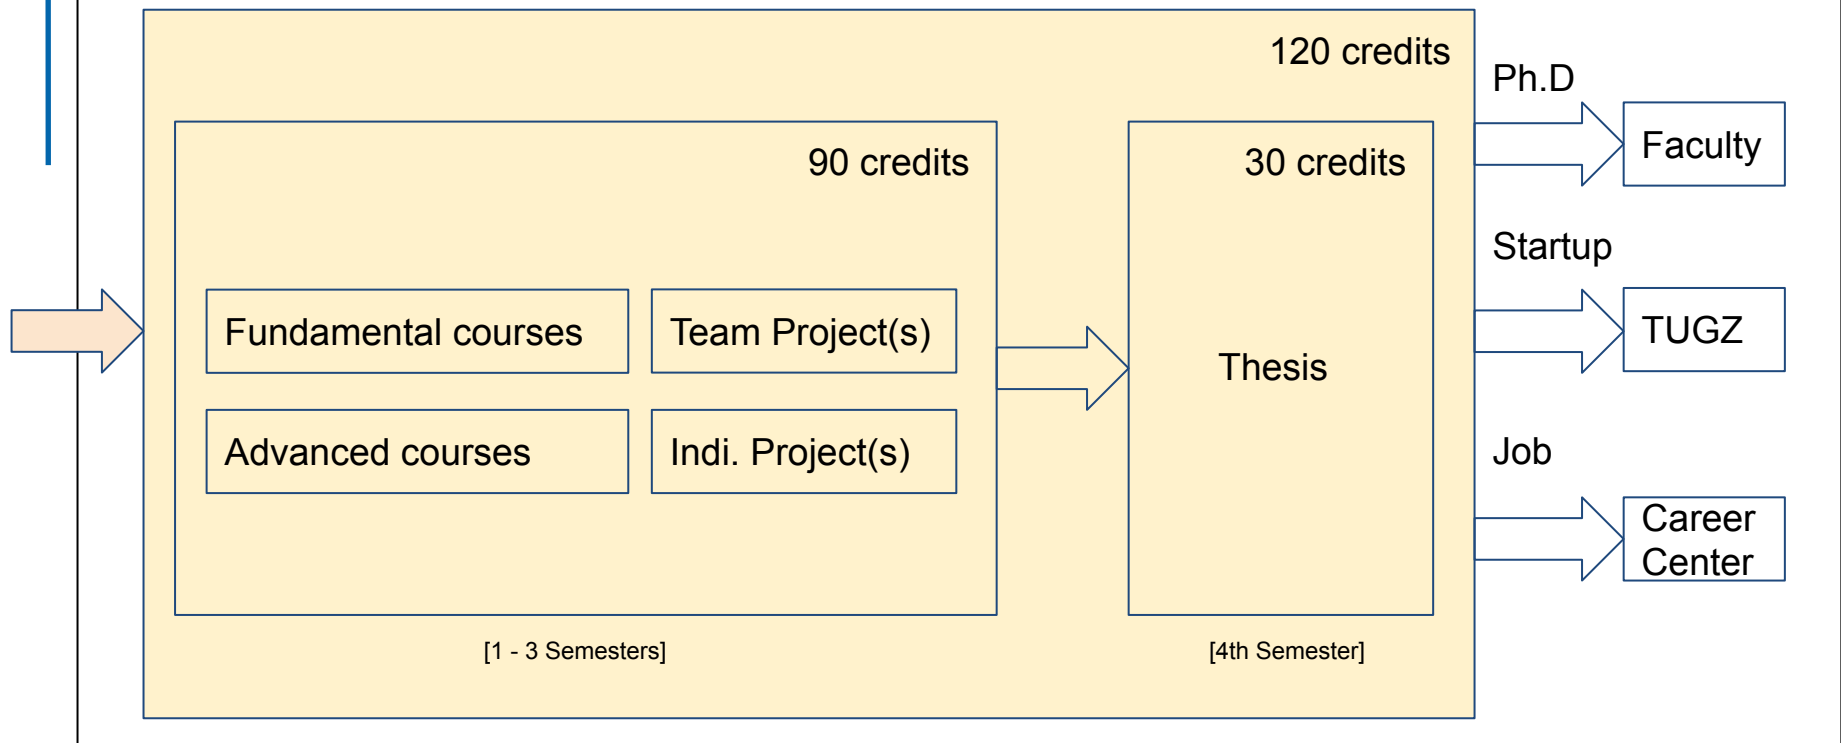 120 credits
90 credits
Fundamental courses
Team Project(s)
Advanced courses
Indi. Project(s)
[1 - 3 Semesters]
30 credits
Thesis
[4th Semester]
Ph.D
Faculty
Startup
TUGZ
Job
Career
Center